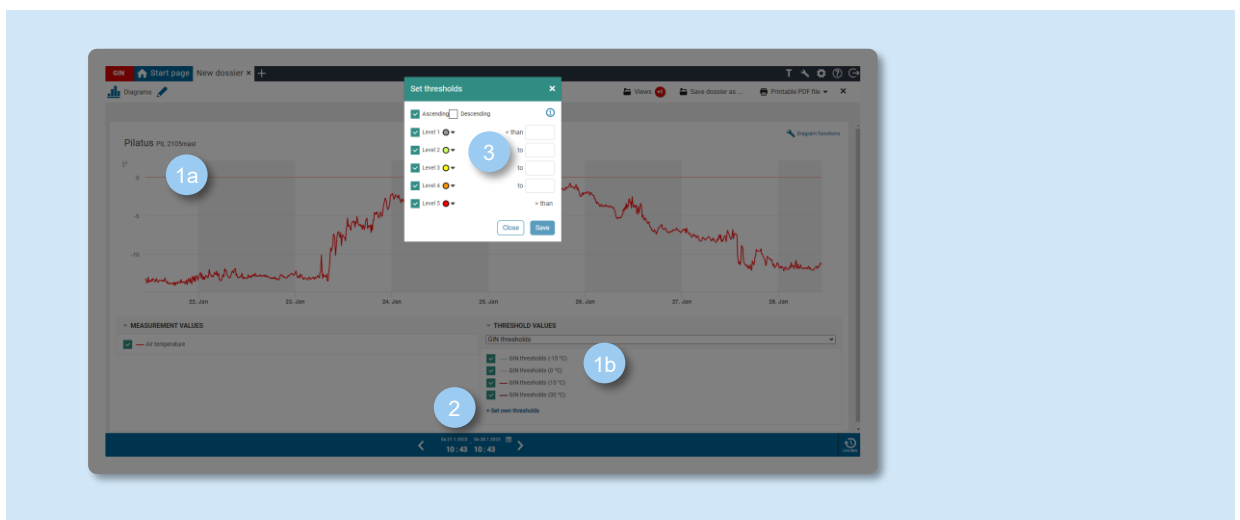 GIN Start page New dossier × +
Diagrams
Views +1 Save dossier as ... Printable PDF file ×
Set thresholds ×
Ascending Descending
Level 1 < than
Level 2 to
Level 3 to
Level 4 to
Level 5 > than
Close Save
3
Diagram functions
Pilatus PIL 2105masl
1a
0
-5
-10
22. Jan 23. Jan 24. Jan 25. Jan 26. Jan 27. Jan 28. Jan
MEASUREMENT VALUES
Air temperature
THRESHOLD VALUES
GIN thresholds
GIN thresholds (-15 °C)
GIN thresholds (0 °C)
GIN thresholds (15 °C)
GIN thresholds (30 °C)
1b
+ Set own thresholds
2
10:43 10:43